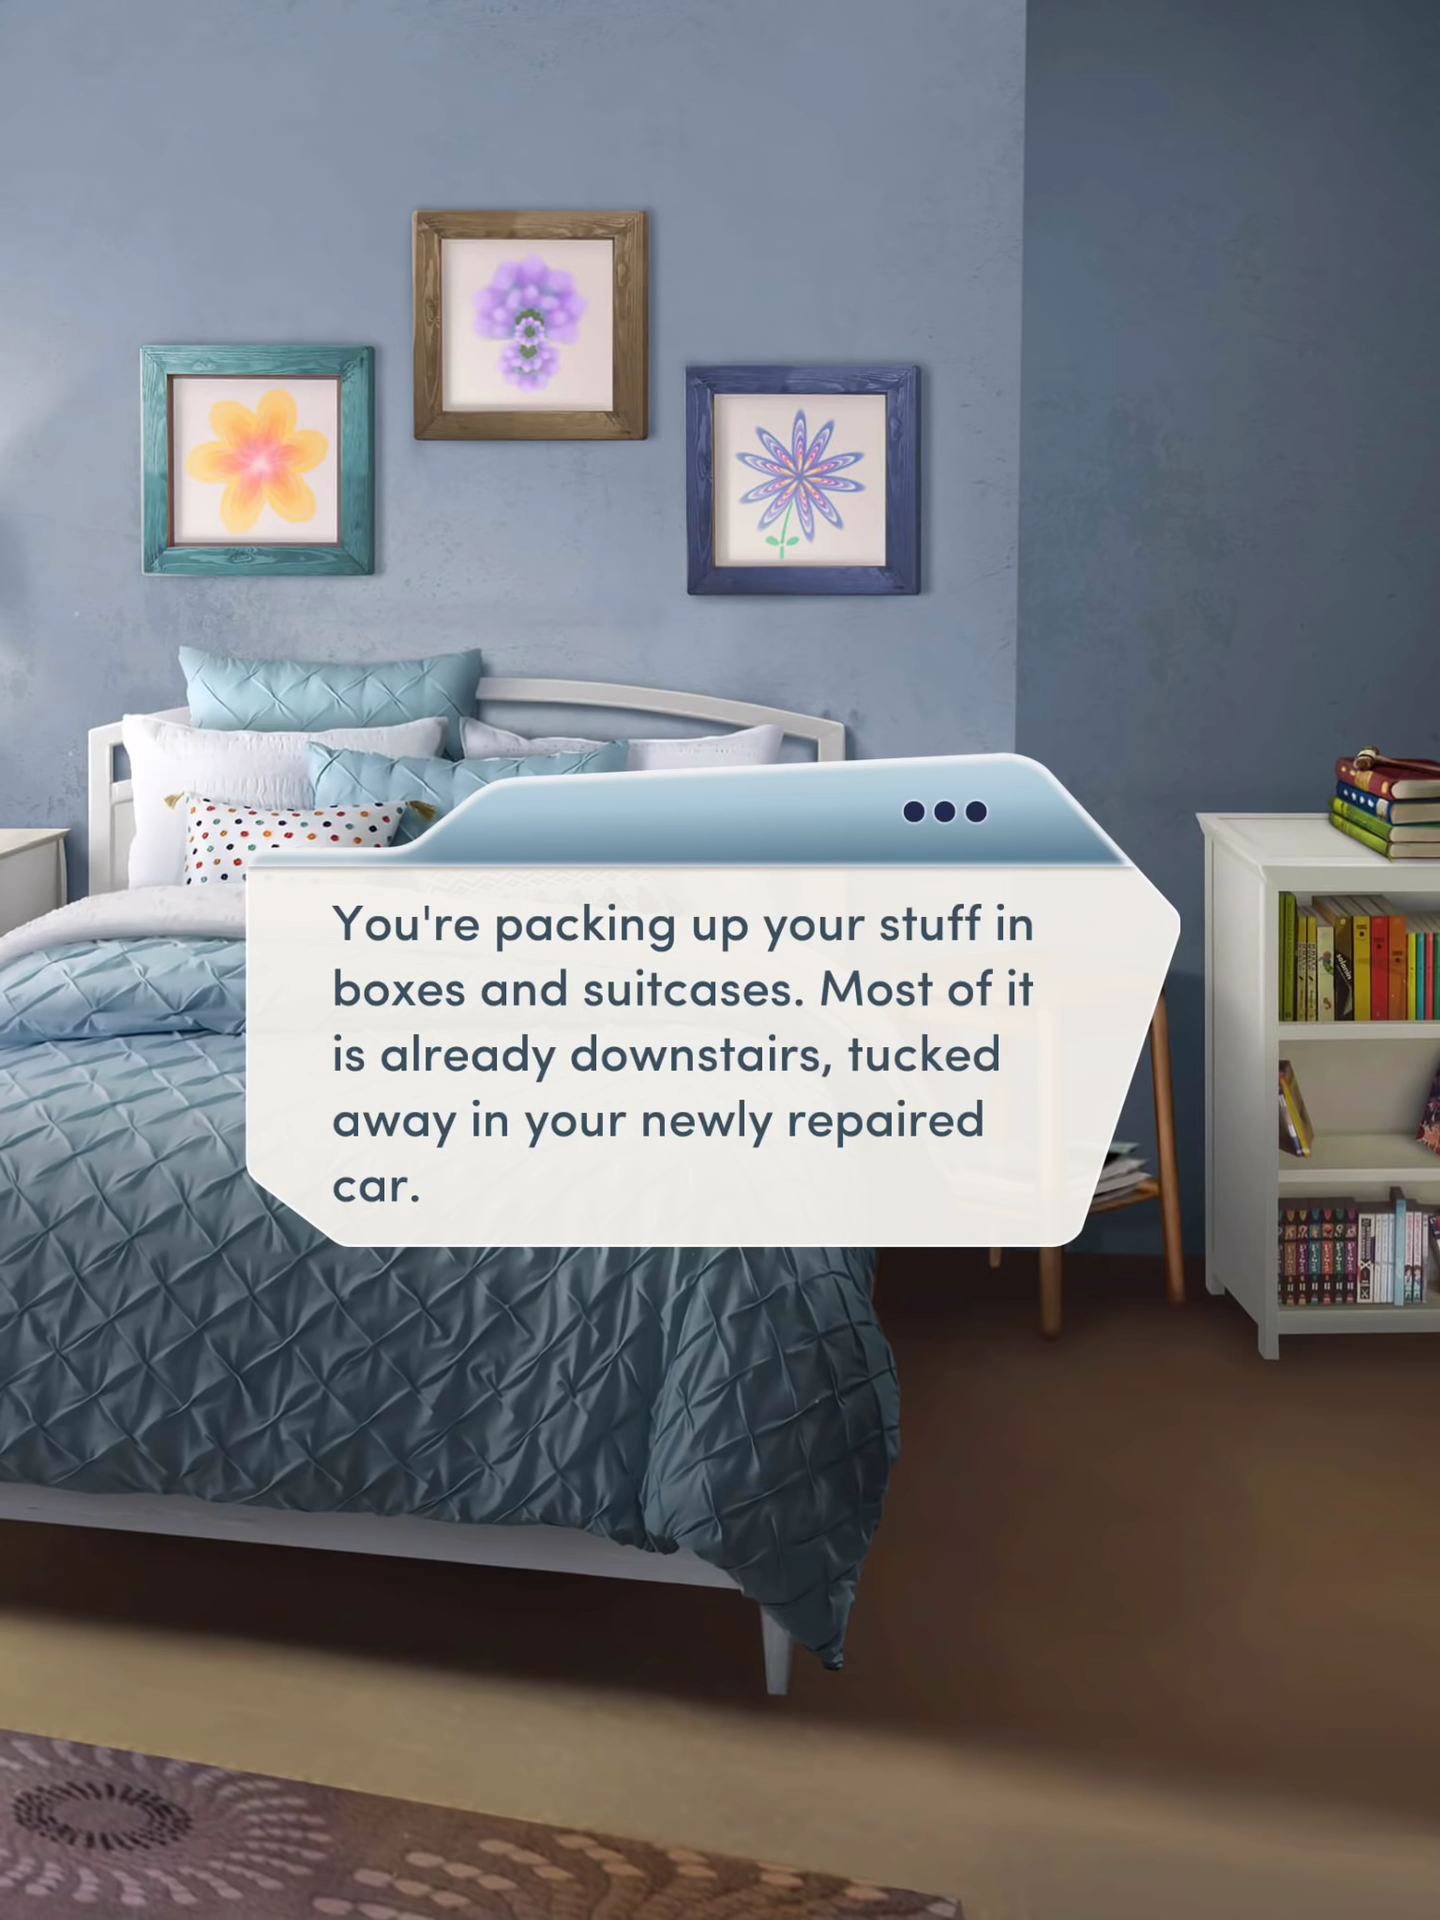 You're packing up your stuff in
boxes and suitcases. Most of it
is already downstairs, tucked
away in your newly repaired
car.